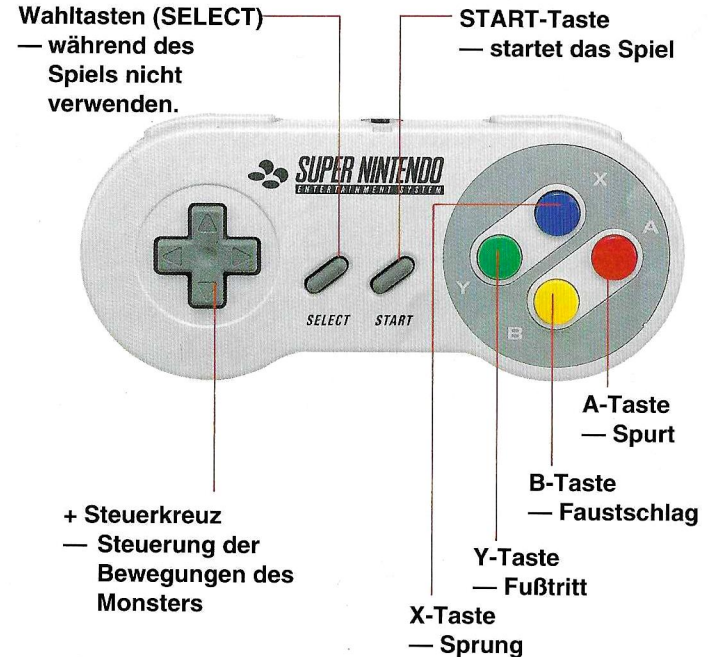 Wahltasten (SELECT)
— während des
Spiels nicht
verwenden.
START-Taste
— startet das Spiel
SUPER NINTENDO
ENTERTAINMENT SYSTEM
X
A
Y
B
SELECT
START
A-Taste
— Spurt
B-Taste
— Faustschlag
+ Steuerkreuz
— Steuerung der
Bewegungen des
Monsters
Y-Taste
— Fußtritt
X-Taste
— Sprung